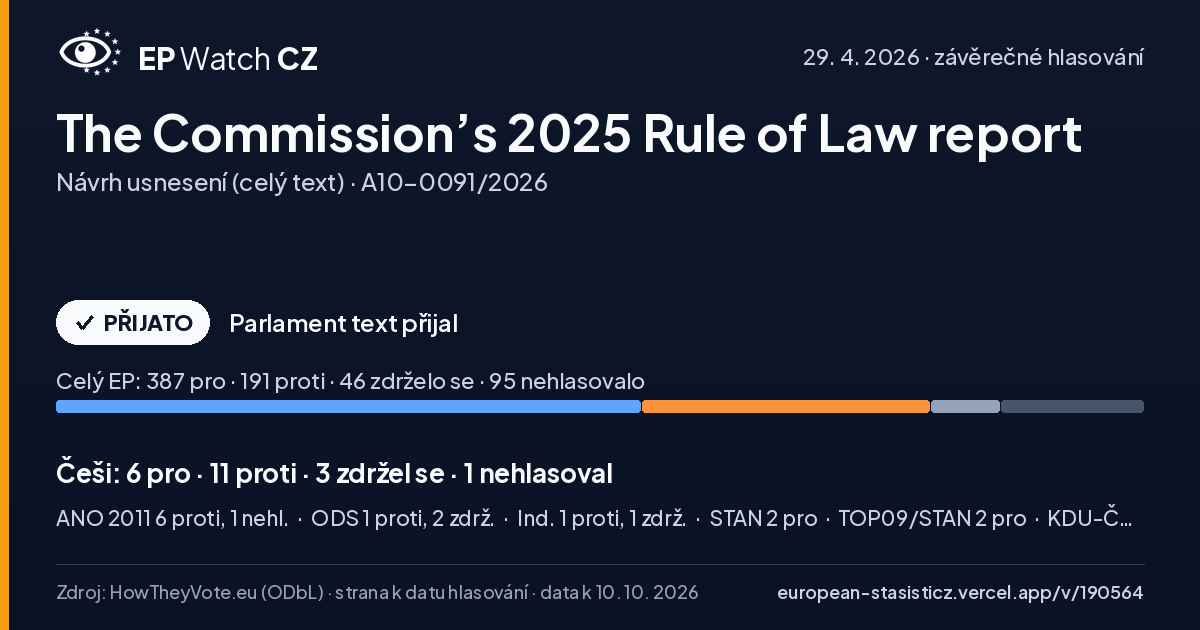 EP Watch CZ
29. 4. 2026 · závěrečné hlasování
The Commission’s 2025 Rule of Law report
Návrh usnesení (celý text) · A10-0091/2026
✓ PŘIJATO
Parlament text přijal
Celý EP: 387 pro · 191 proti · 46 zdrželo se · 95 nehlasovalo
Češi: 6 pro · 11 proti · 3 zdržel se · 1 nehlasoval
ANO 2011 6 proti, 1 nehl. · ODS 1 proti, 2 zdrž. · Ind. 1 proti, 1 zdrž. · STAN 2 pro · TOP09/STAN 2 pro · KDU-Č…
Zdroj: HowTheyVote.eu (ODbL) · strana k datu hlasování · data k 10. 10. 2026
european-stasisticz.vercel.app/v/190564